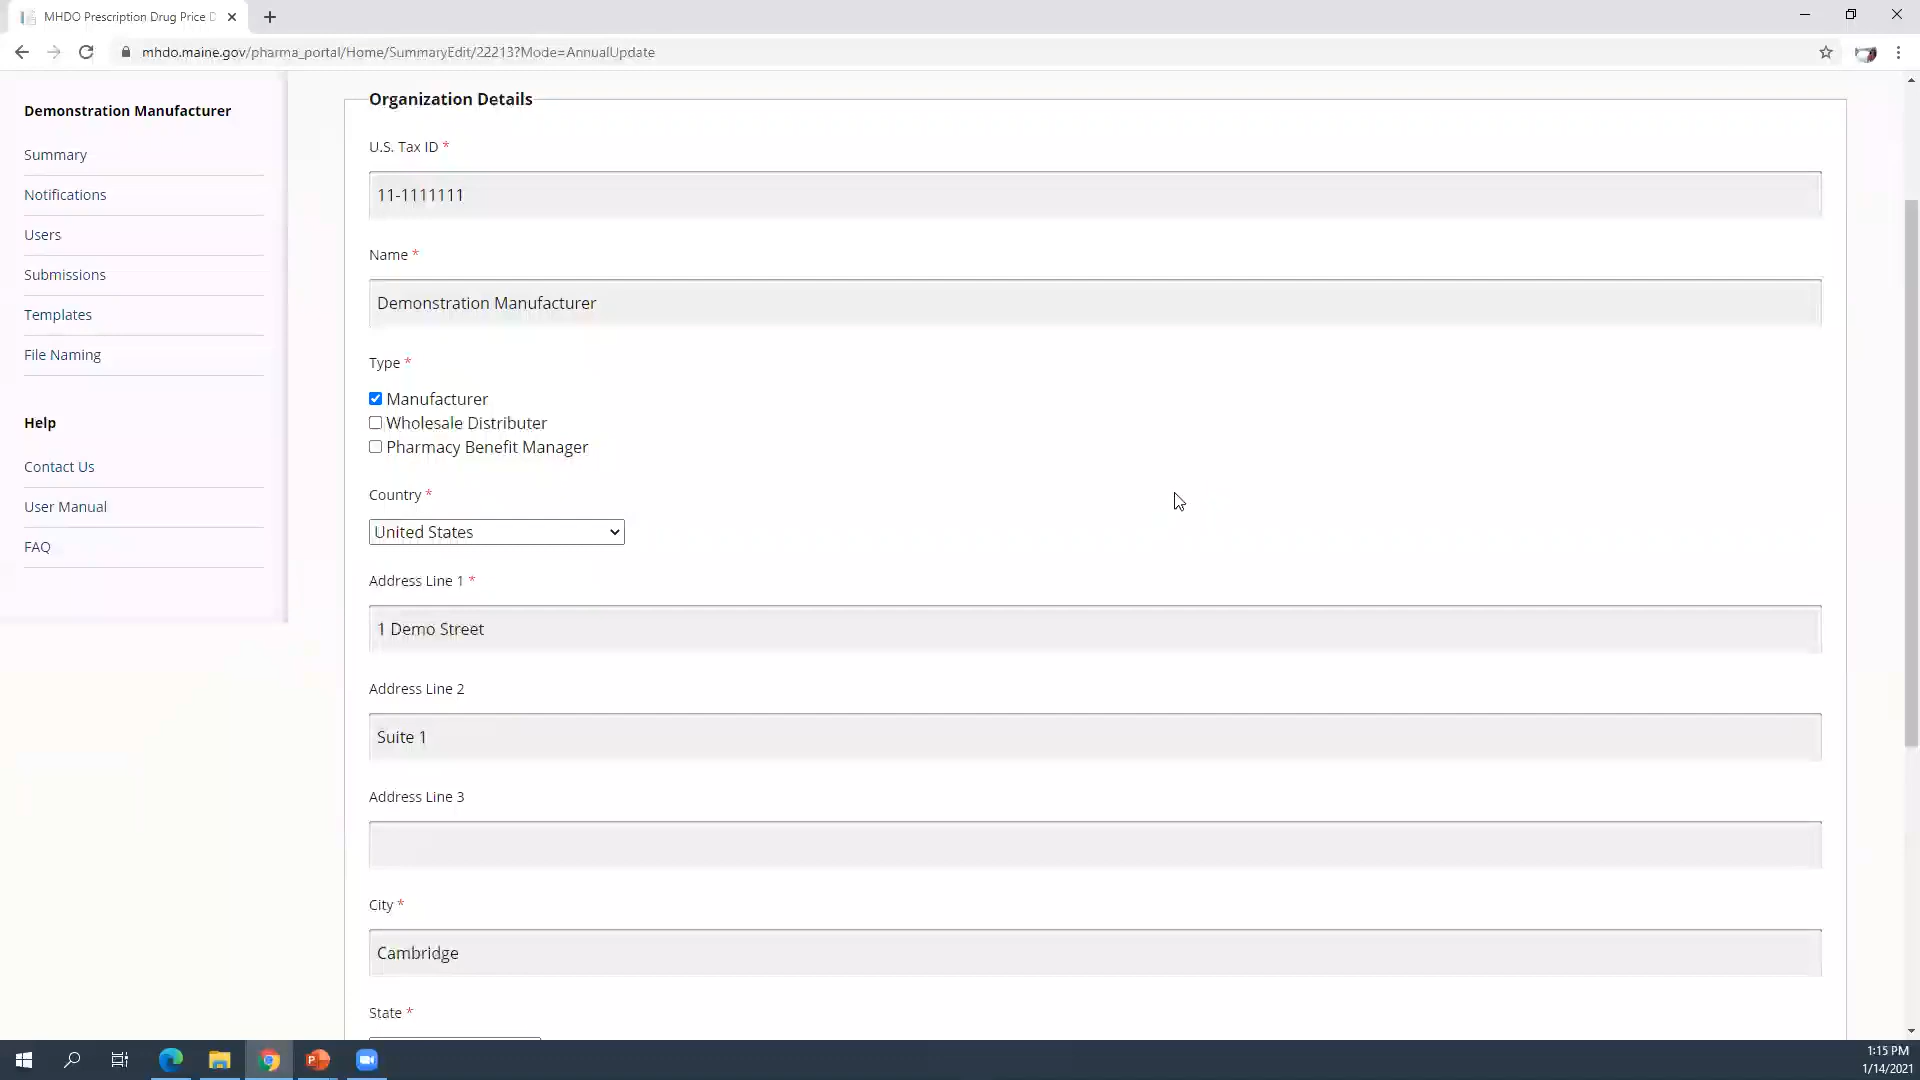 MHDO Prescription Drug Price D
mhdo.maine.gov/pharma_portal/Home/SummaryEdit/22213?Mode=AnnualUpdate
Demonstration Manufacturer
Summary
Notifications
Users
Submissions
Templates
File Naming
Help
Contact Us
User Manual
FAQ
Organization Details
U.S. Tax ID *
11-1111111
Name *
Demonstration Manufacturer
Type *
Manufacturer
Wholesale Distributer
Pharmacy Benefit Manager
Country *
United States
Address Line 1 *
1 Demo Street
Address Line 2
Suite 1
Address Line 3
City *
Cambridge
State *
1:15 PM
1/14/2021